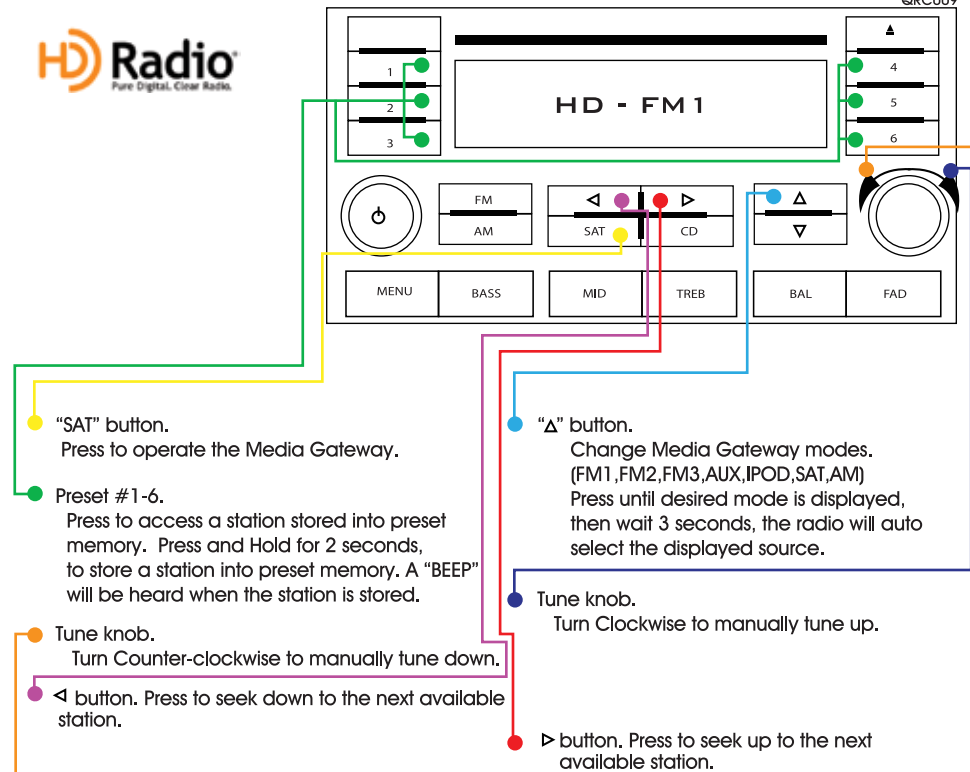 QRC009
HD Radio
Pure Digital. Clear Radio.
1
2
3
HD - FM1
4
5
6
FM
AM
SAT
CD
MENU
BASS
MID
TREB
BAL
FAD
“SAT” button.
Press to operate the Media Gateway.
Preset #1-6.
Press to access a station stored into preset
memory. Press and Hold for 2 seconds,
to store a station into preset memory. A “BEEP”
will be heard when the station is stored.
Tune knob.
Turn Counter-clockwise to manually tune down.
◁ button. Press to seek down to the next available
station.
“△” button.
Change Media Gateway modes.
(FM1,FM2,FM3,AUX,IPOD,SAT,AM)
Press until desired mode is displayed,
then wait 3 seconds, the radio will auto
select the displayed source.
Tune knob.
Turn Clockwise to manually tune up.
▷ button. Press to seek up to the next
available station.